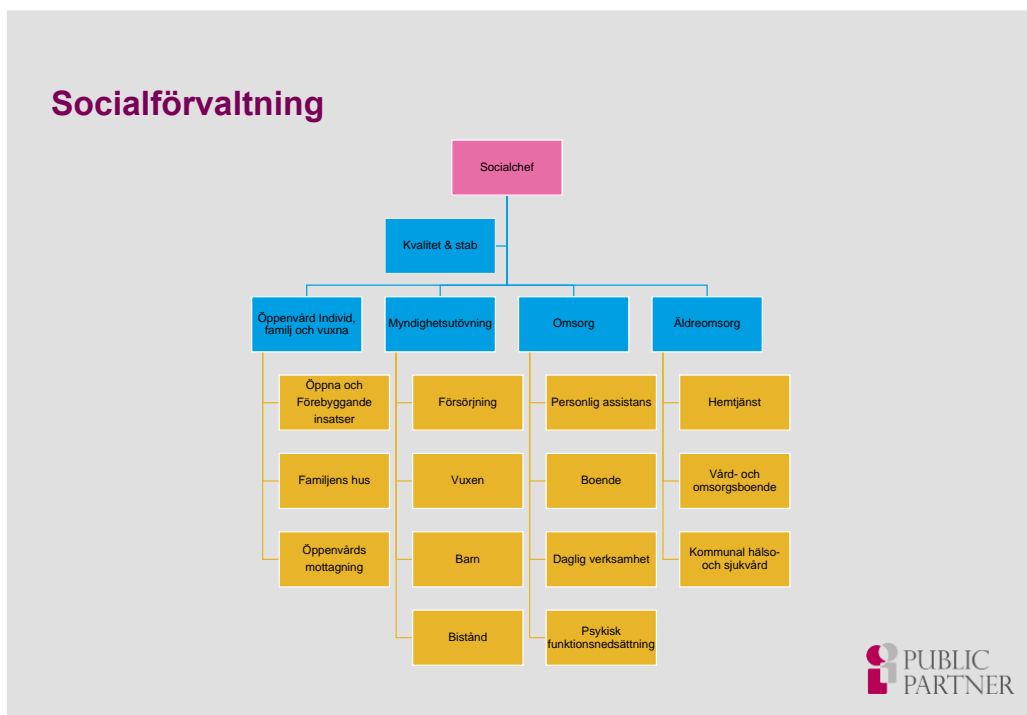 Socialförvaltning
Socialchef
Kvalitet & stab
Öppenvård Individ,
familj och vuxna
Myndighetsutövning
Omsorg
Äldreomsorg
Öppna och
Förebyggande
insatser
Försörjning
Personlig assistans
Hemtjänst
Familjens hus
Vuxen
Boende
Vård- och
omsorgsboende
Öppenvårds
mottagning
Barn
Daglig verksamhet
Kommunal hälso-
och sjukvård
Bistånd
Psykisk
funktionsnedsättning
PUBLIC
PARTNER